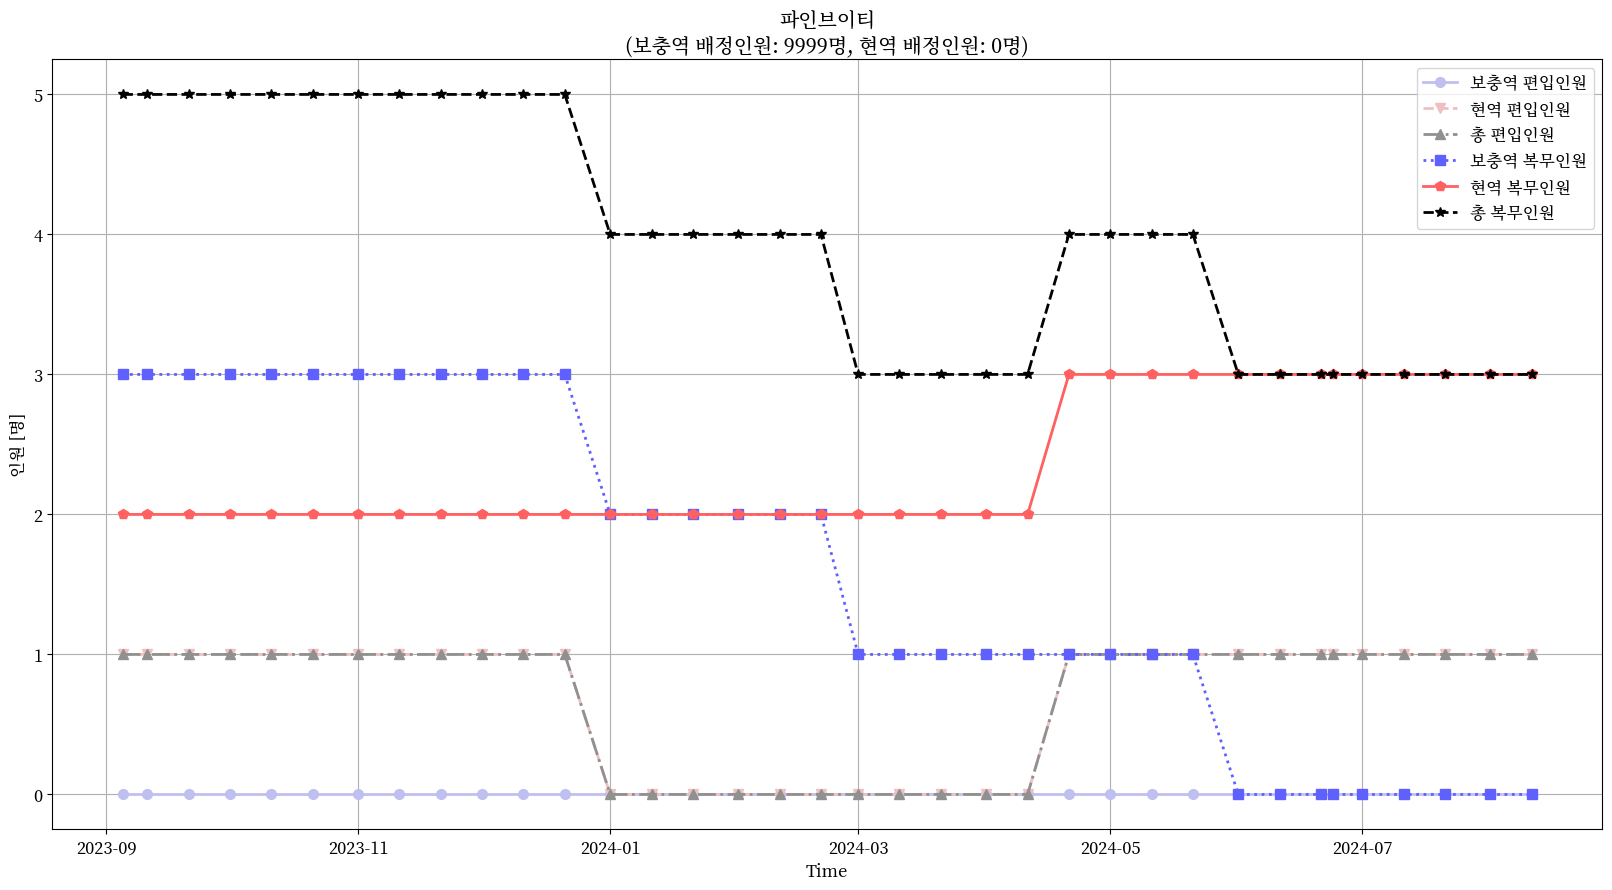 파인브이티
(보충역 배정인원: 9999명, 현역 배정인원: 0명)
보충역 편입인원
현역 편입인원
총 편입인원
보충역 복무인원
현역 복무인원
총 복무인원
인원 [명]
5
4
3
2
1
0
2023-09
2023-11
2024-01
2024-03
2024-05
2024-07
Time